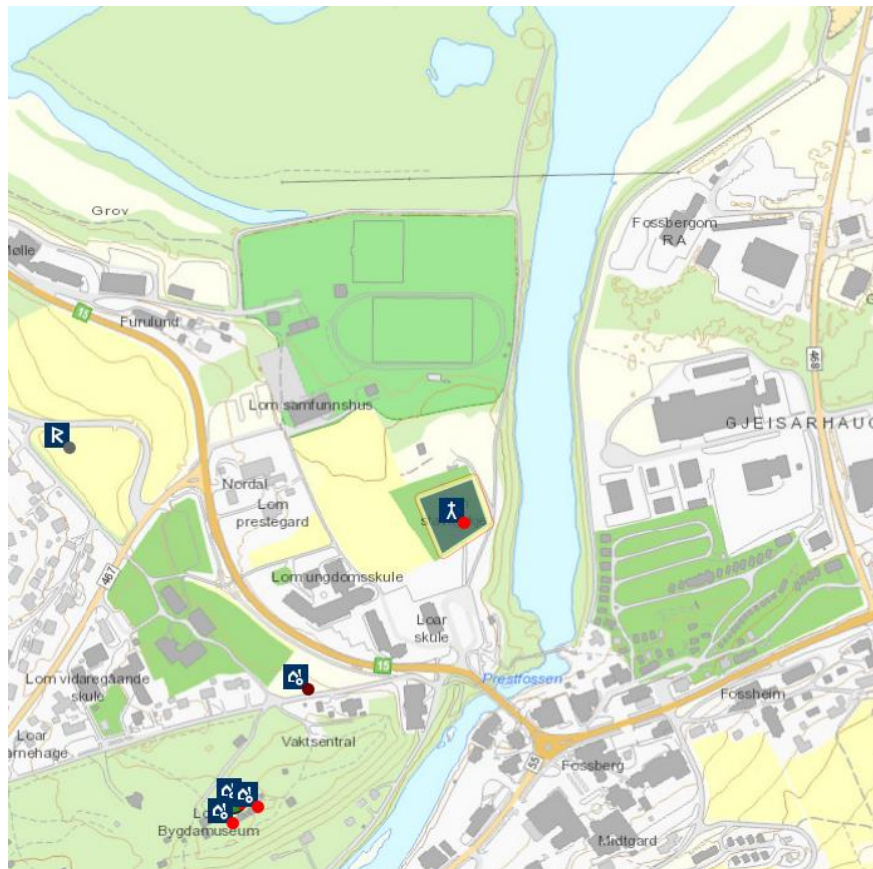 Grov
Mølle
Fossbergom
RA
15
Furulund
468
Lom samfunnshus
GJEISARHAUG
Nordal
Lom
prestegard
467
Lom ungdomsskule
Loar
skule
15
Prestfossen
Lom vidaregåande
skule
Fossheim
Loar
arnehage
Vaktsentral
55
Fossberg
Bygdamuseum
Midtgard